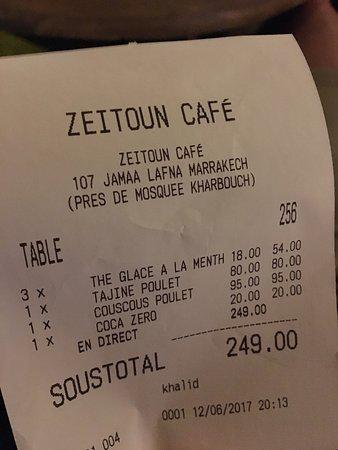 ZEITOUN CAFÉ
ZEITOUN CAFÉ
107 JAMAA LAFNA MARRAKECH
(PRES DE MOSQUEE KHARBOUCH)
TABLE 256
3 x THE GLACE A LA MENTH 18.00 54.00
1 x TAJINE POULET 80.00 80.00
1 x COUSCOUS POULET 95.00 95.00
1 x COCA ZERO 20.00 20.00
EN DIRECT 249.00
SOUSTOTAL 249.00
khalid
0001 12/06/2017 20:13
004